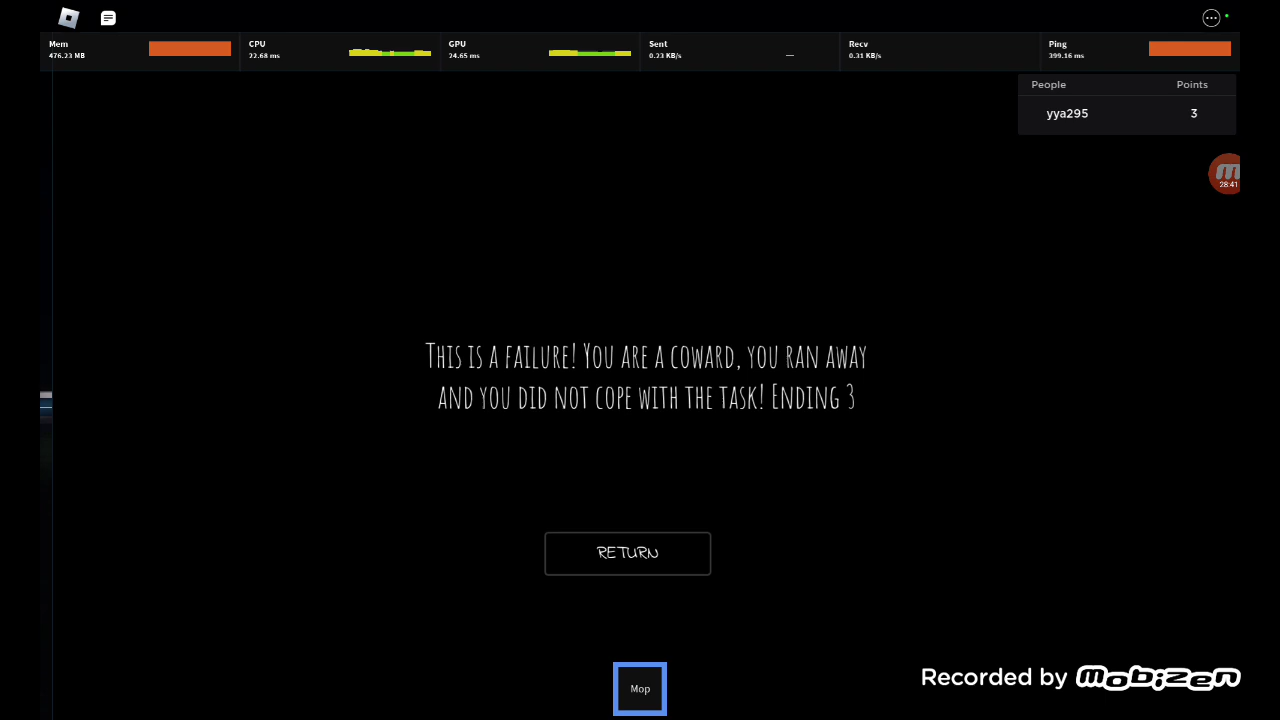 Mem
476.23 MB
CPU
22.68 ms
GPU
24.65 ms
Sent
0.23 KB/s
Recv
0.31 KB/s
Ping
399.16 ms
People Points
yya295 3
28:41
This is a failure! You are a coward, you ran away
and you did not cope with the task! Ending 3
RETURN
Mop
Recorded by mobizen